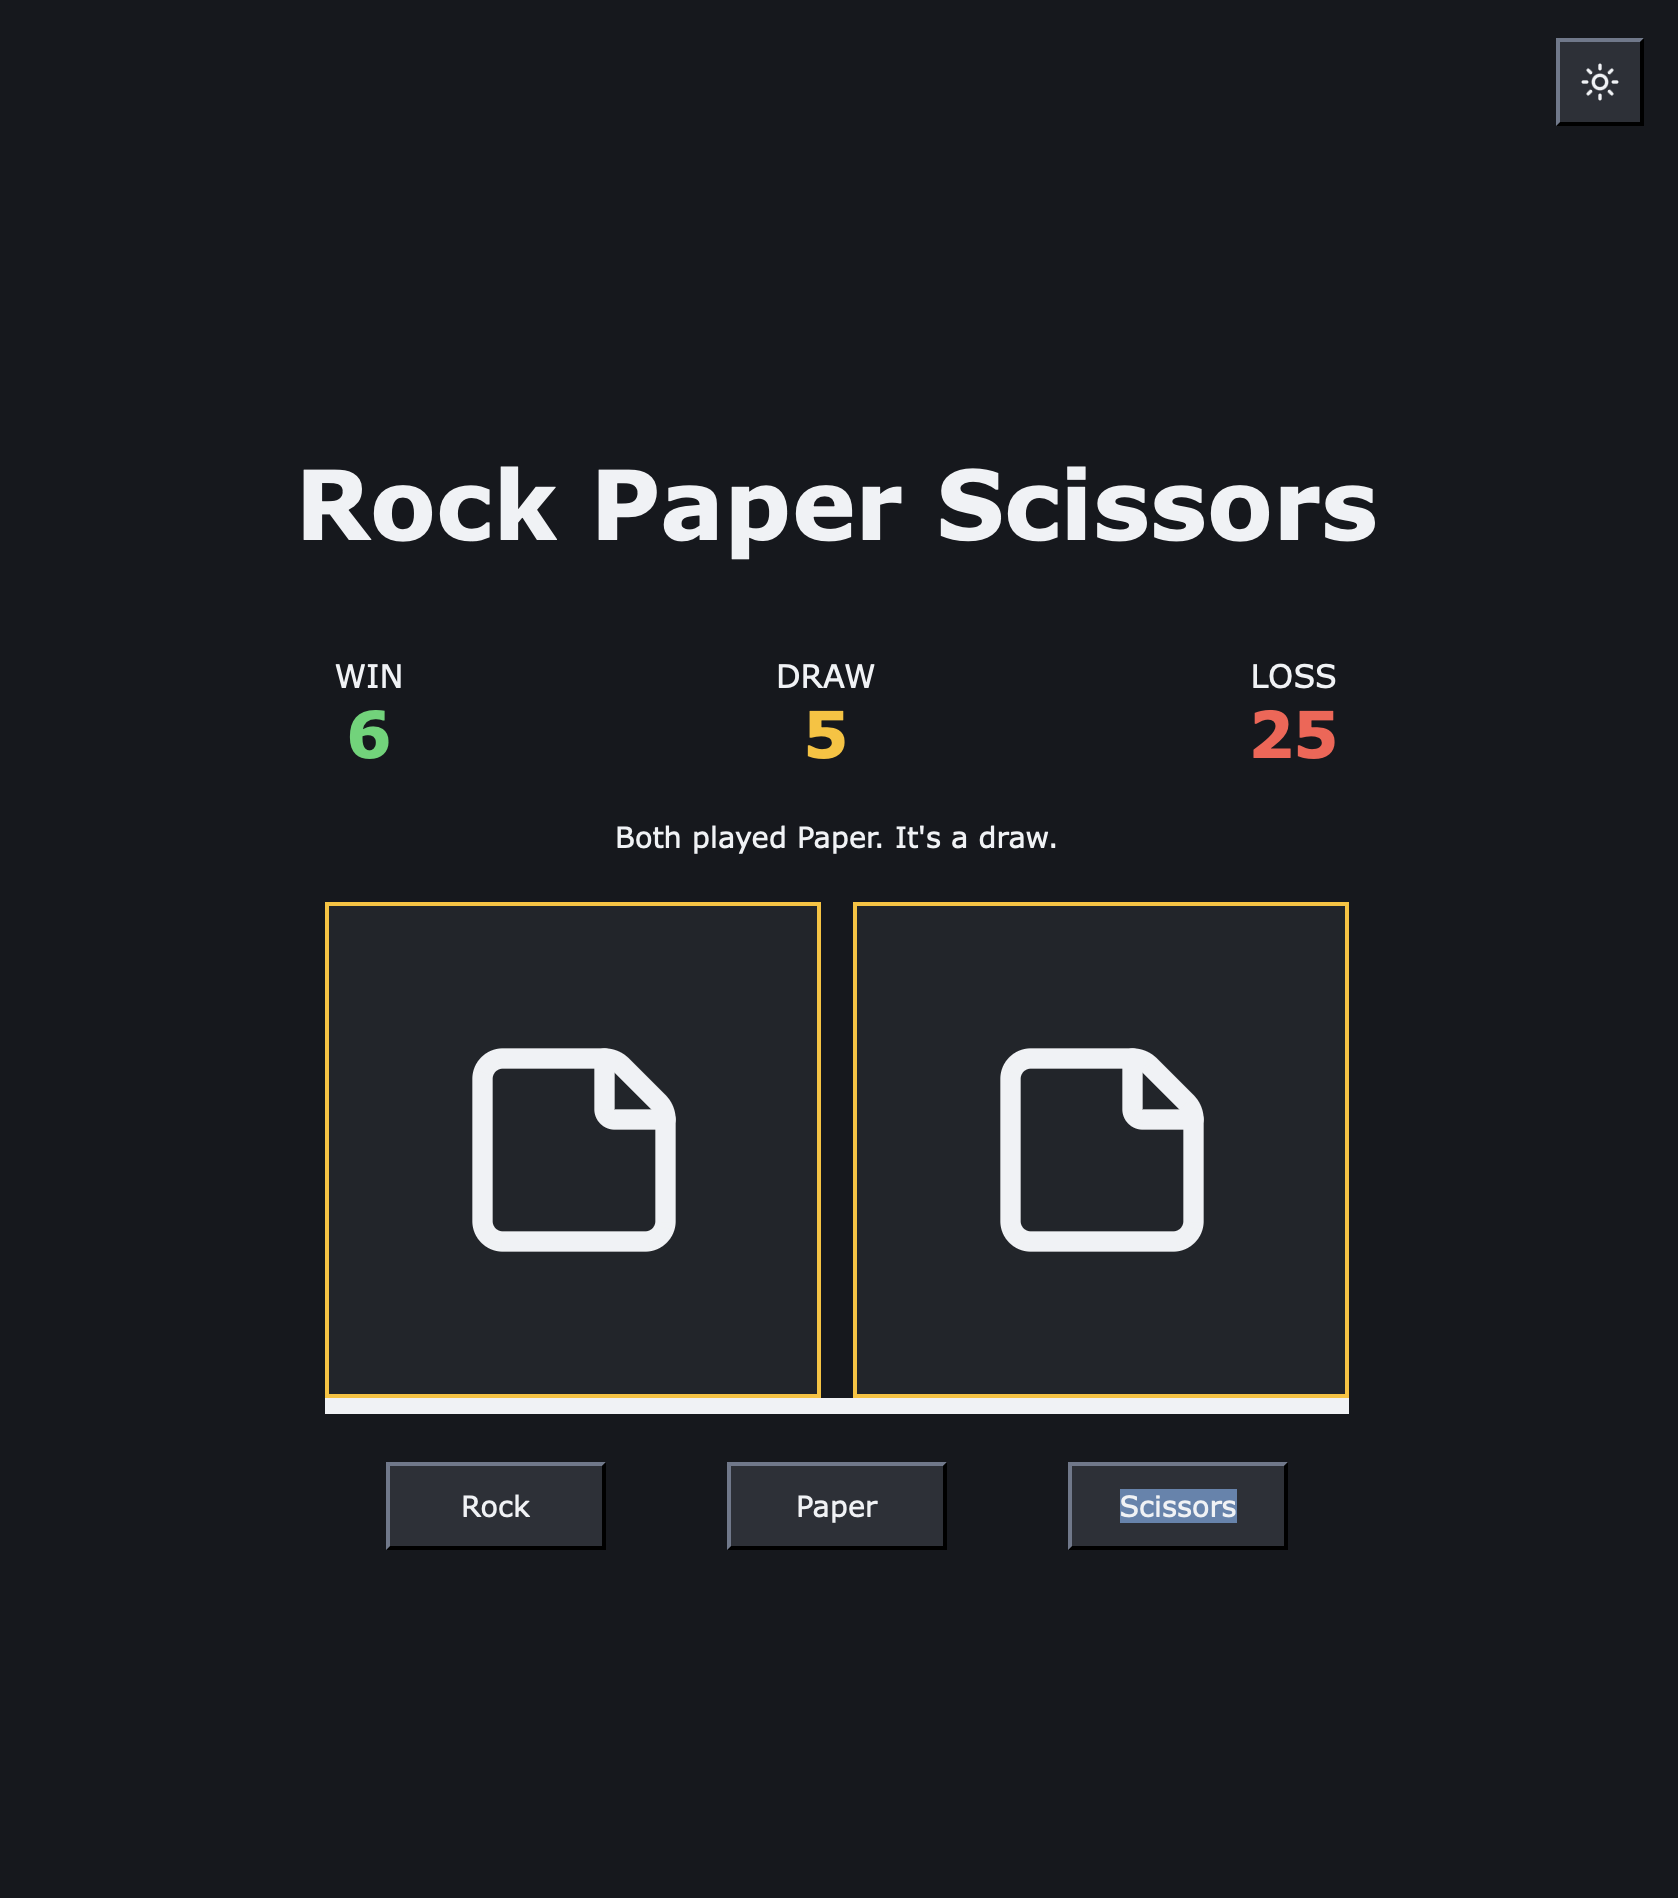 Rock Paper Scissors
WIN DRAW LOSS
6 5 25
Both played Paper. It's a draw.
Rock Paper Scissors